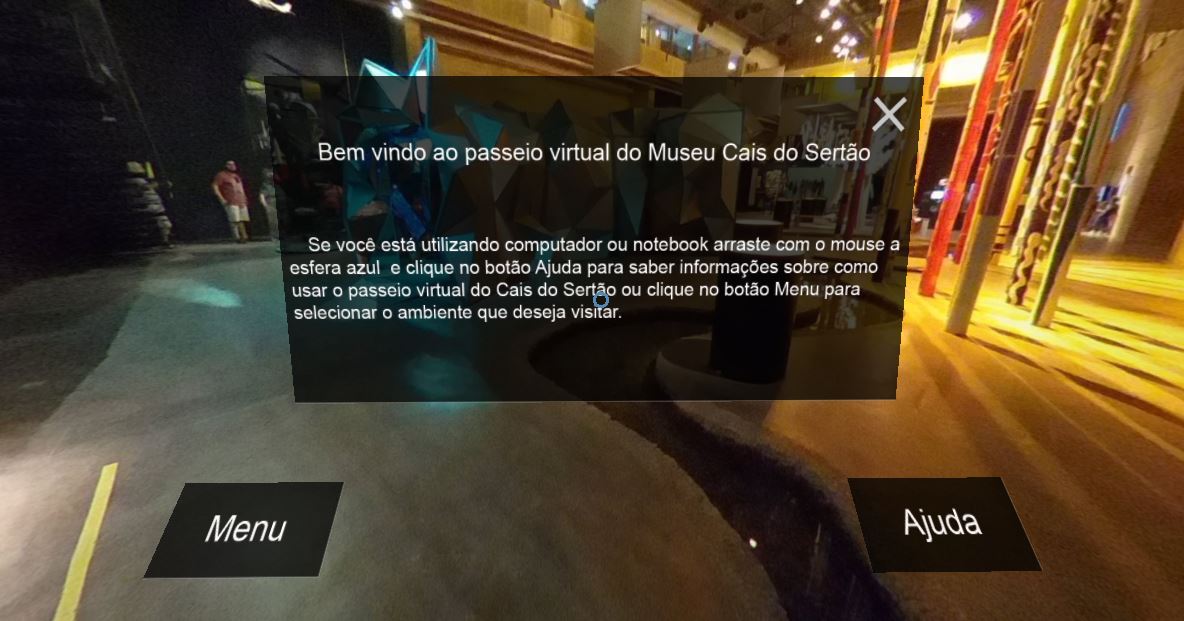 Bem vindo ao passeio virtual do Museu Cais do Sertão
Se você está utilizando computador ou notebook arraste com o mouse a
esfera azul e clique no botão Ajuda para saber informações sobre como
usar o passeio virtual do Cais do Sertão ou clique no botão Menu para
selecionar o ambiente que deseja visitar.
Menu
Ajuda